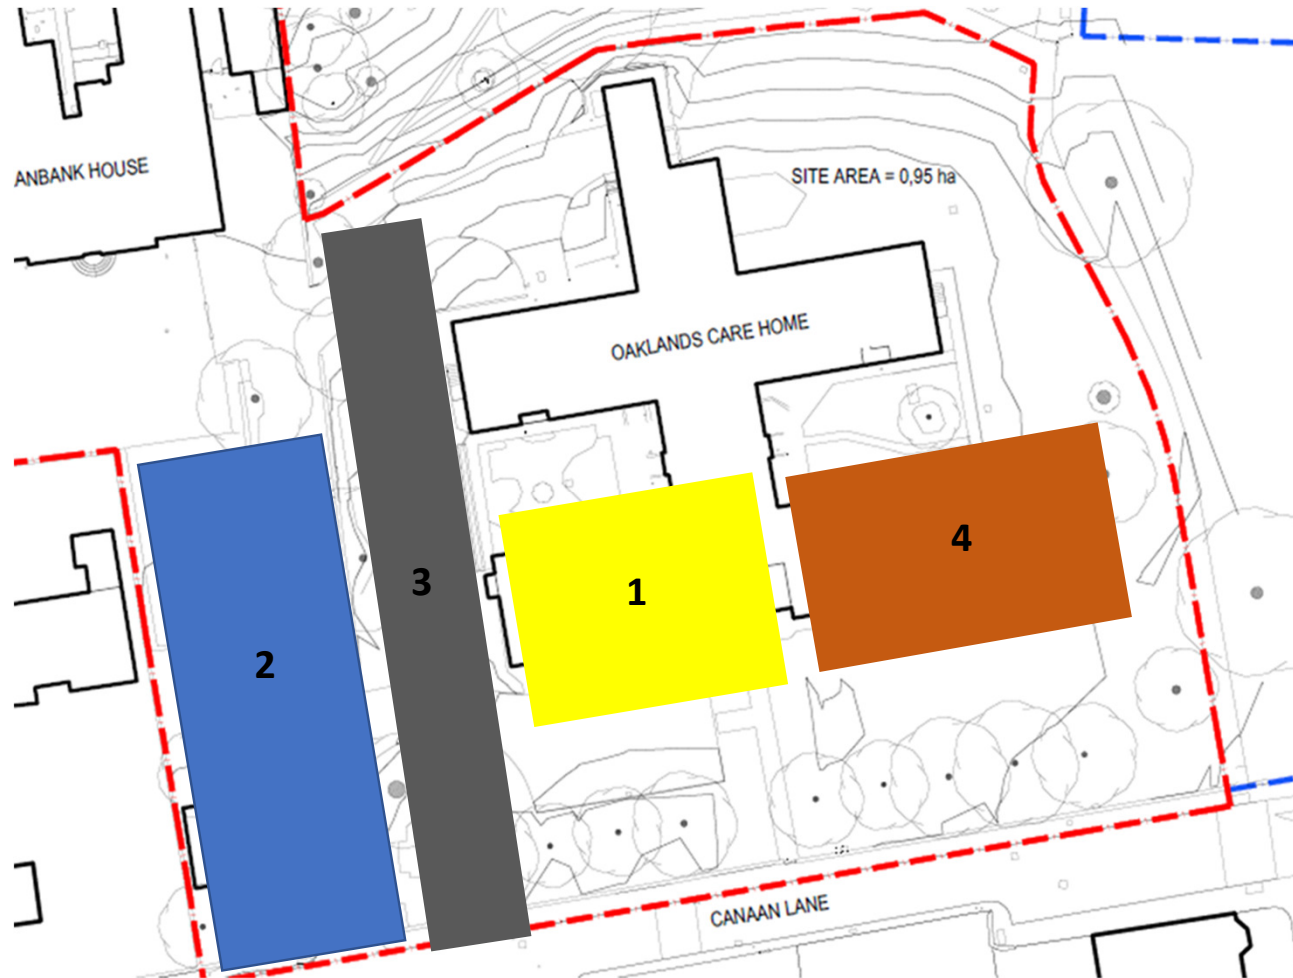 ANBANK HOUSE
SITE AREA = 0,95 ha
OAKLANDS CARE HOME
4
3
1
2
CANAAN LANE